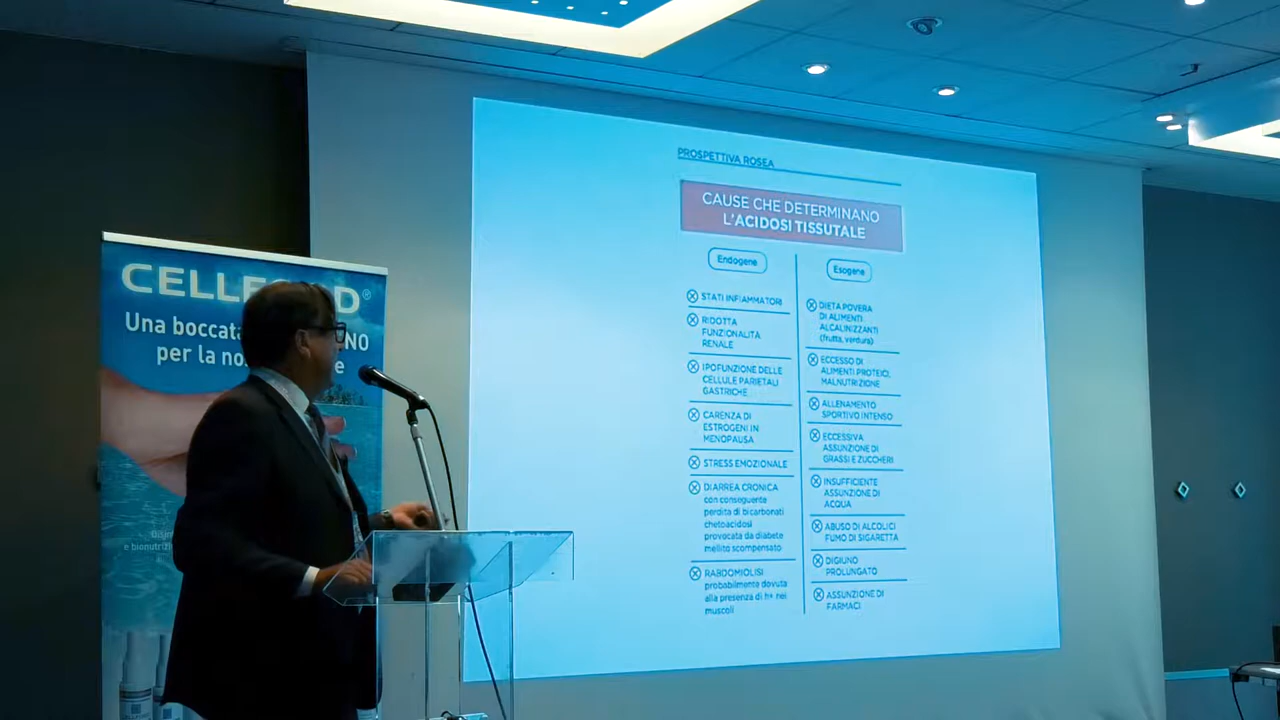 PROSPETTIVA ROSEA
CAUSE CHE DETERMINANO
L'ACIDOSI TISSUTALE
Endogene
STATI INFIAMMATORI
RIDOTTA
FUNZIONALITA
RENALE
IPOFUNZIONE DELLE
CELLULE PARIETALI
GASTRICHE
CARENZA DI
ESTROGENI IN
MENOPAUSA
STRESS EMOZIONALE
DIARREA CRONICA
con conseguente
perdita di bicarbonati
chetoacidosi
provocata da diabete
mellito scompensato
RABDOMIOLISI
probabilmente dovuta
alla presenza di h+ nei
muscoli
Esogene
DIETA POVERA
DI ALIMENTI
ALCALINIZZANTI
(frutta, verdura)
ECCESSO DI
ALIMENTI PROTEICI,
MALNUTRIZIONE
ALLENAMENTO
SPORTIVO INTENSO
ECCESSIVA
ASSUNZIONE DI
GRASSI E ZUCCHERI
INSUFFICIENTE
ASSUNZIONE DI
ACQUA
ABUSO DI ALCOLICI
FUMO DI SIGARETTA
DIGIUNO
PROLUNGATO
ASSUNZIONE DI
FARMACI
Una boccata
per la